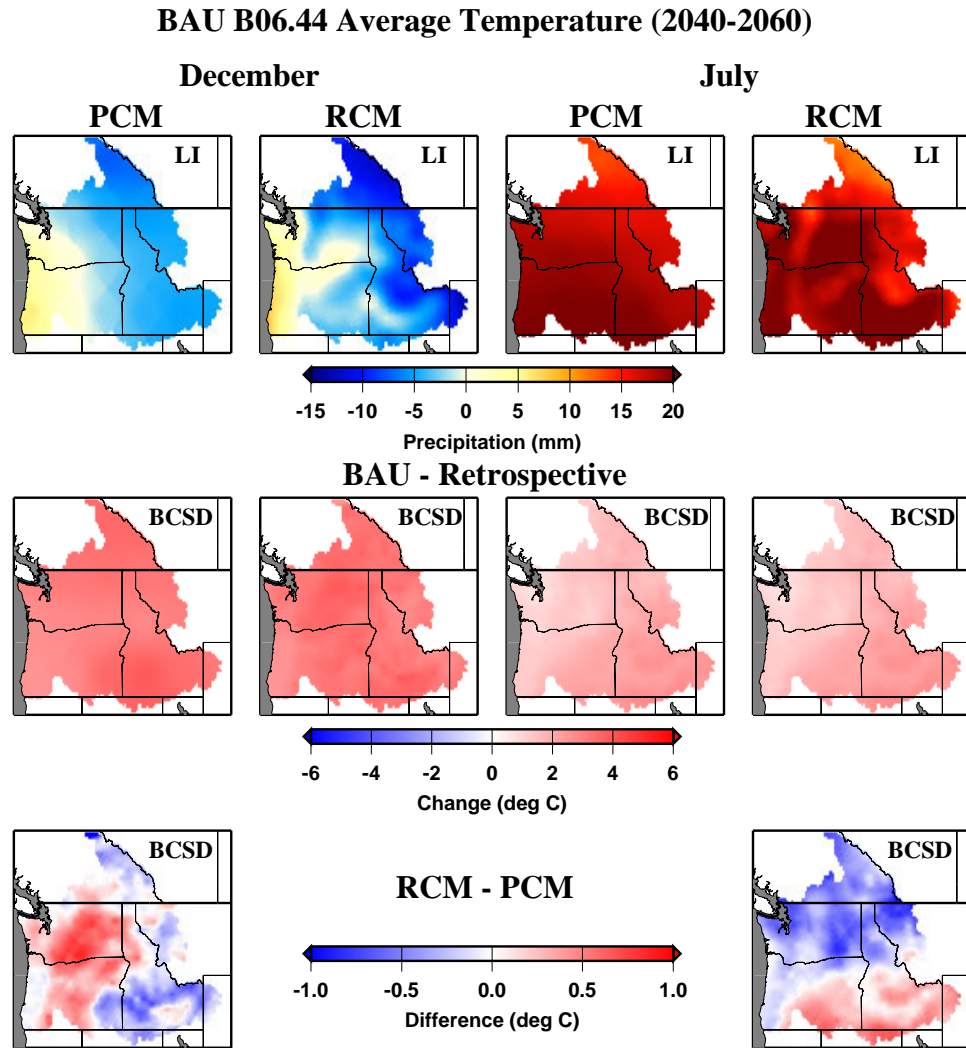 BAU B06.44 Average Temperature (2040-2060)
December July
PCM RCM PCM RCM
LI LI LI LI
-15 -10 -5 0 5 10 15 20
Precipitation (mm)
BAU - Retrospective
BCSD BCSD BCSD BCSD
-6 -4 -2 0 2 4 6
Change (deg C)
BCSD BCSD
RCM - PCM
-1.0 -0.5 0.0 0.5 1.0
Difference (deg C)